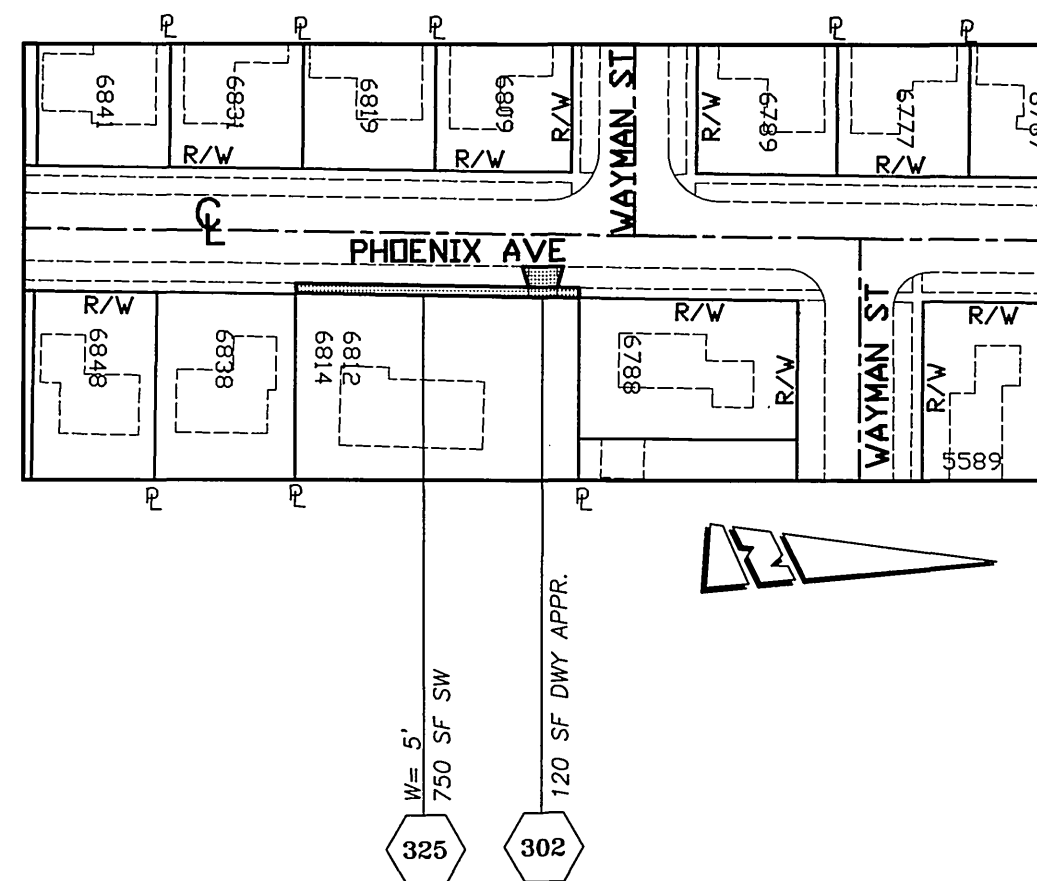 PL
PL
PL
PL
PL
6841
6831
6819
6809
R/W
WAYMAN ST
R/W
6789
6777
R/W
R/W
R/W
CL
PHOENIX AVE
R/W
6848
6838
6814
6812
R/W
6788
R/W
WAYMAN ST
R/W
R/W
5589
PL
PL
PL
N
W= 5'
750 SF SW
120 SF DWY APPR.
325
302